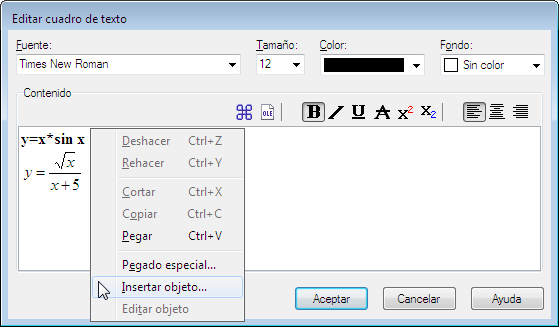 Editar cuadro de texto
Fuente: Tamaño: Color: Fondo:
Times New Roman 12 Sin color
Contenido
OLE B I U A A x² X₂
y=x*sin x
y = √x / x+5
Deshacer Ctrl+Z
Rehacer Ctrl+Y
Cortar Ctrl+X
Copiar Ctrl+C
Pegar Ctrl+V
Pegado especial...
Insertar objeto...
Editar objeto
Aceptar Cancelar Ayuda